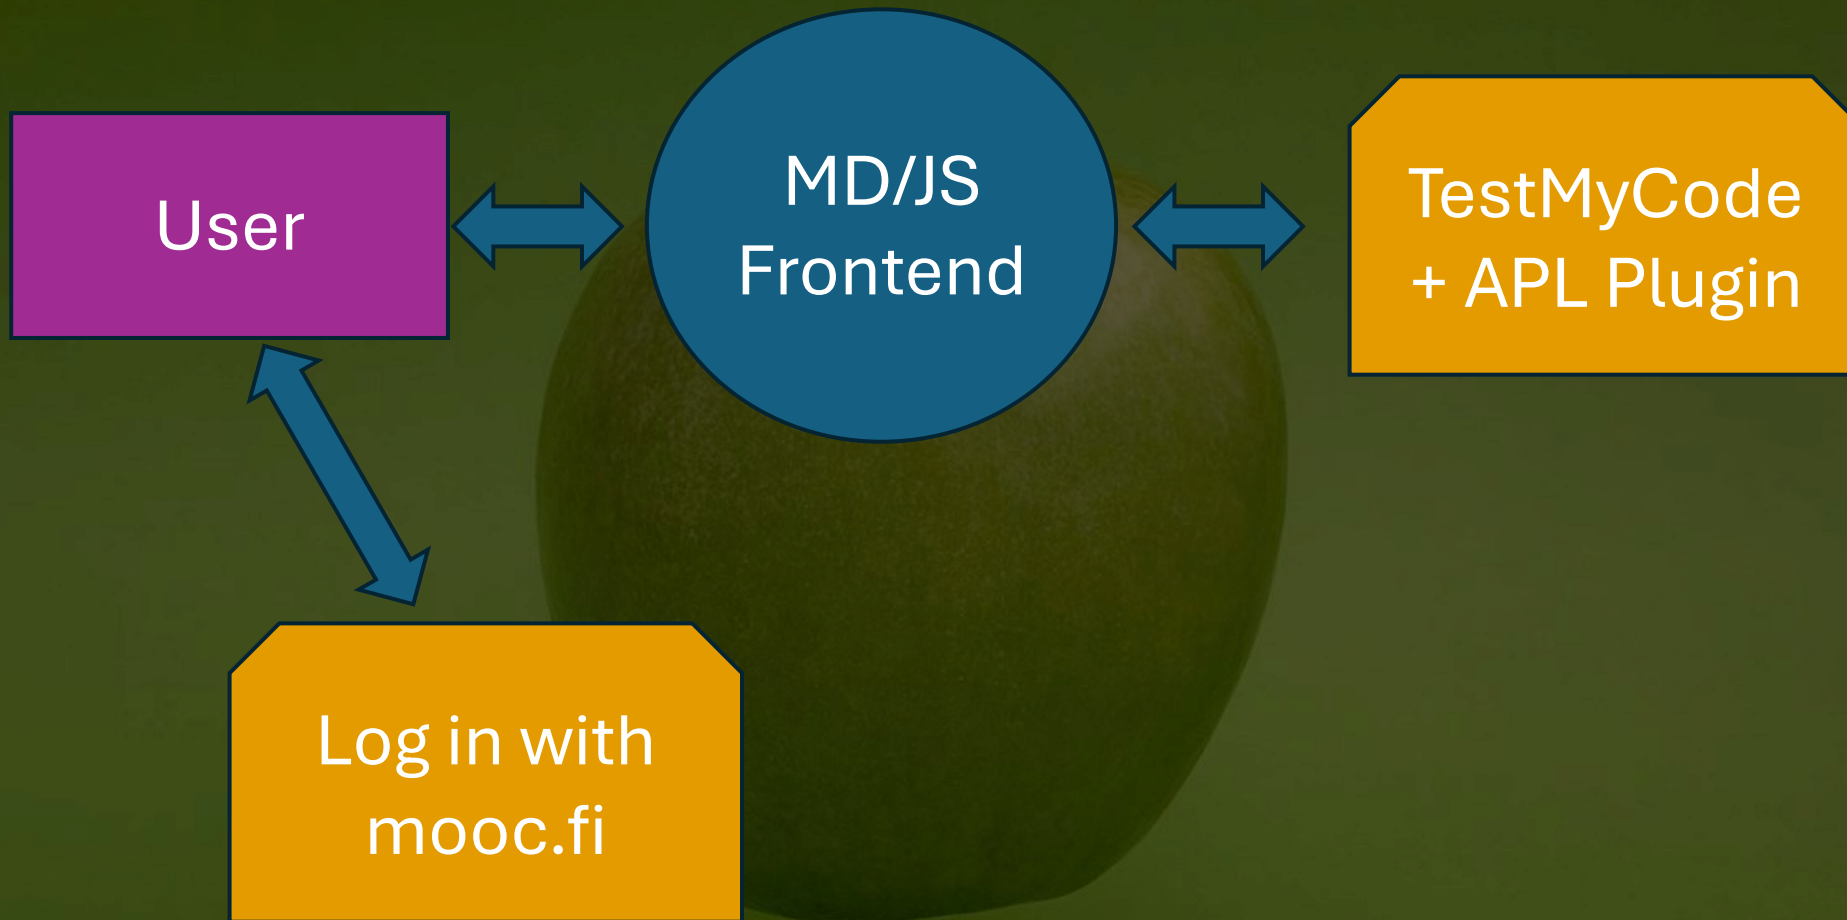 User
MD/JS
Frontend
TestMyCode
+ APL Plugin
Log in with
mooc.fi